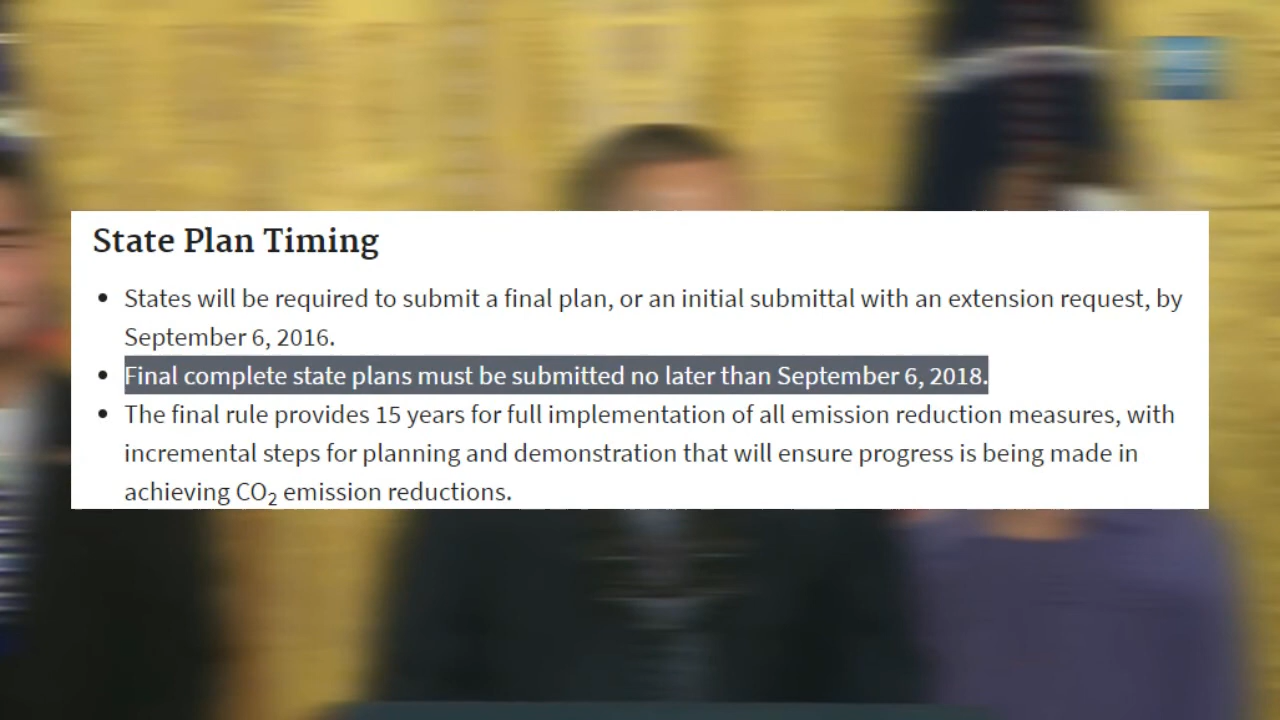 State Plan Timing
• States will be required to submit a final plan, or an initial submittal with an extension request, by
September 6, 2016.
• Final complete state plans must be submitted no later than September 6, 2018.
• The final rule provides 15 years for full implementation of all emission reduction measures, with
incremental steps for planning and demonstration that will ensure progress is being made in
achieving CO₂ emission reductions.